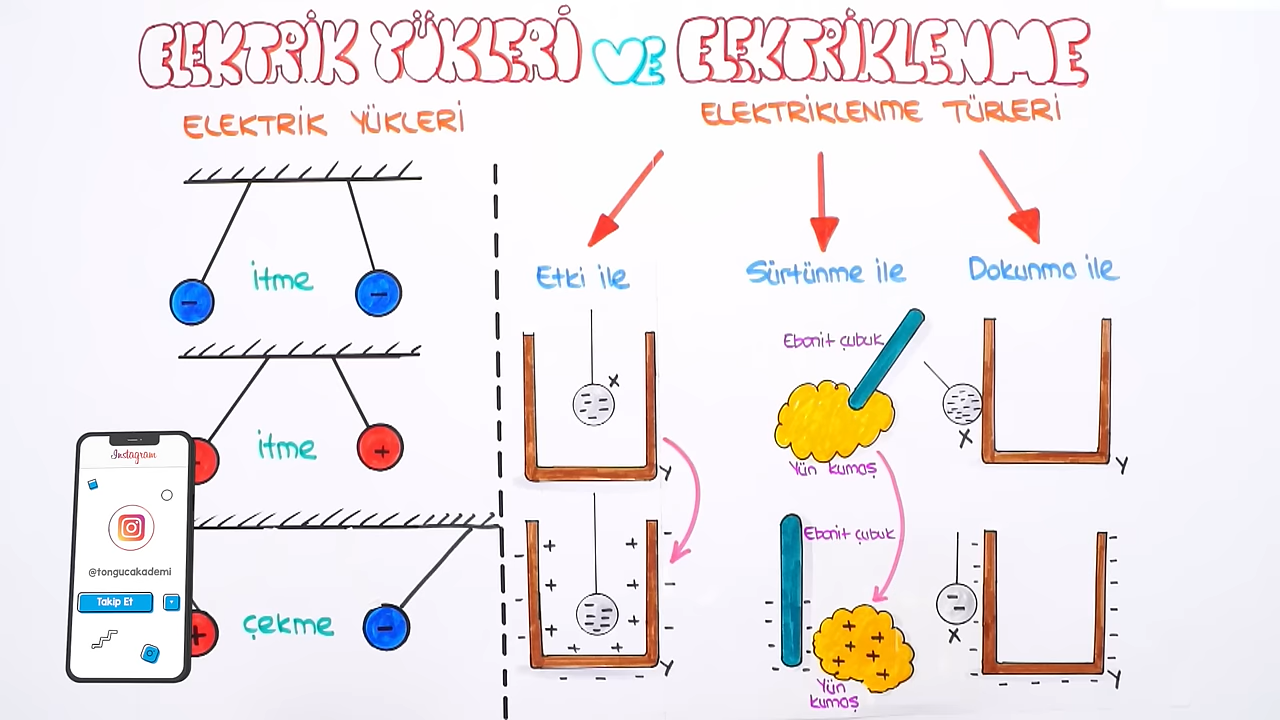 ELEKTRİK YÜKLERİ VE ELEKTRİKLENME
ELEKTRİK YÜKLERİ
ELEKTRİKLENME TÜRLERİ
itme
itme
çekme
Etki ile
Sürtünme ile
Dokunma ile
X
Y
Y
Ebonit çubuk
Yün kumaş
Ebonit çubuk
Yün
kumaş
X
Y
X
Y
Instagram
@tongucakademi
Takip Et